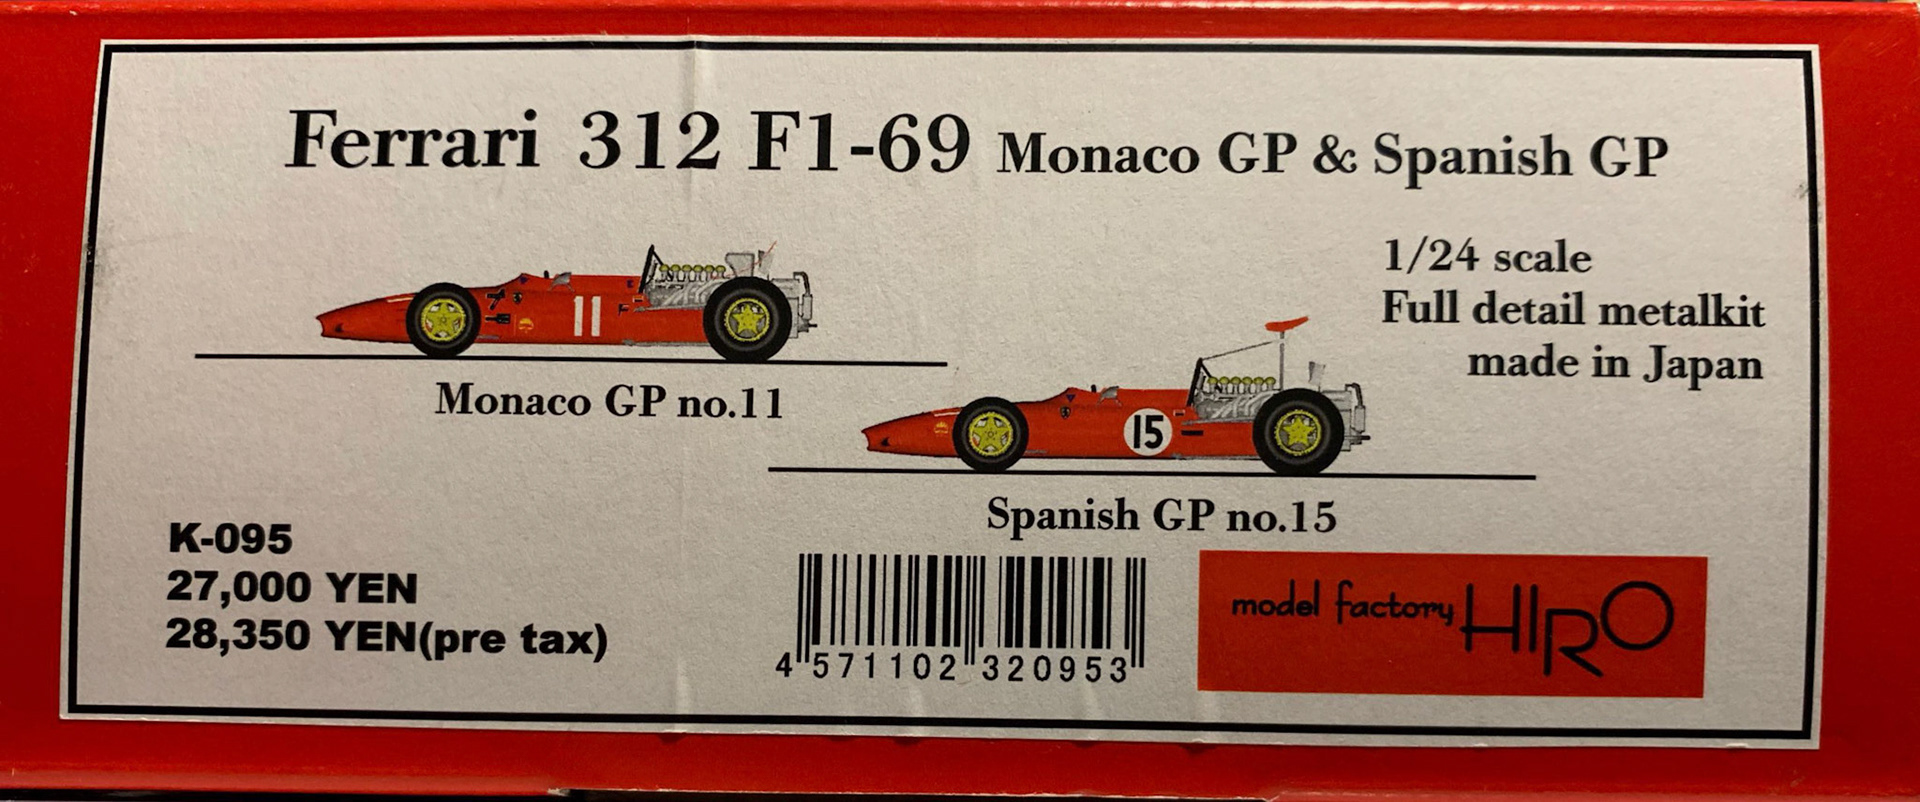 Ferrari 312 F1-69 Monaco GP & Spanish GP
1/24 scale
Full detail metalkit
made in Japan
11
Monaco GP no.11
15
Spanish GP no.15
K-095
27,000 YEN
28,350 YEN(pre tax)
4 571102 320953
model factory HIRO